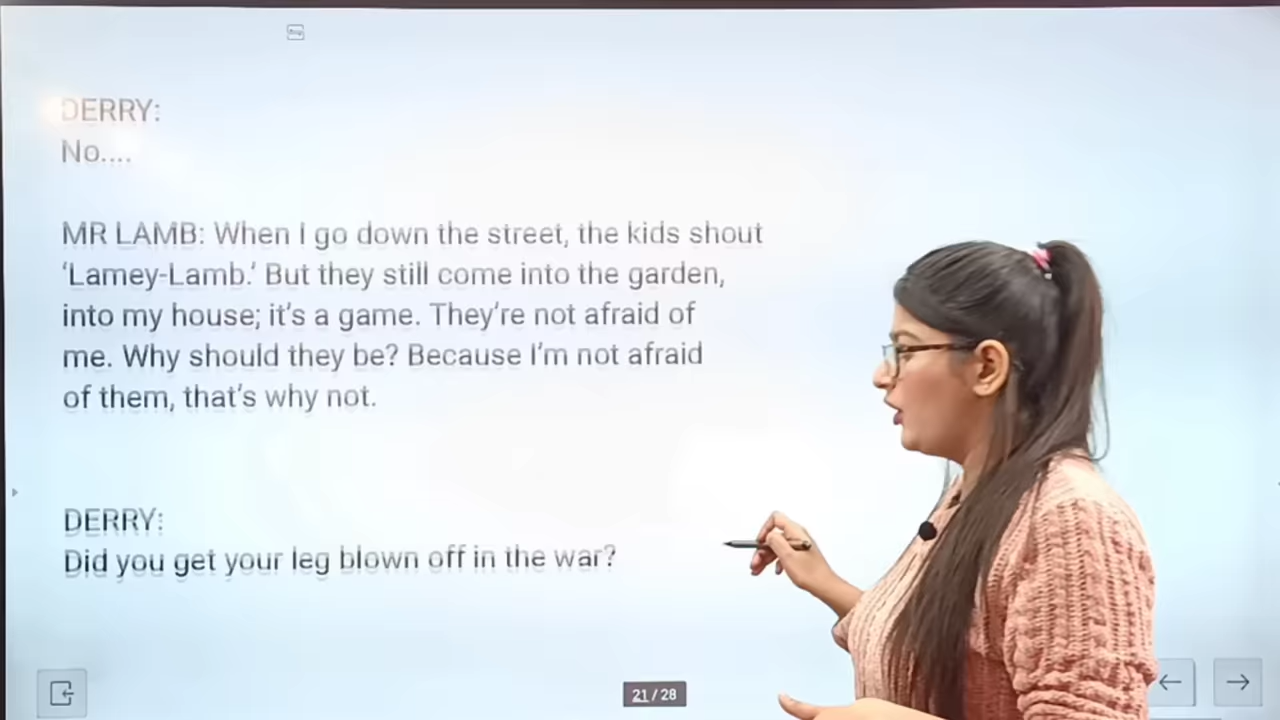 DERRY:
No....
MR LAMB: When I go down the street, the kids shout
‘Lamey-Lamb.’ But they still come into the garden,
into my house; it’s a game. They’re not afraid of
me. Why should they be? Because I’m not afraid
of them, that’s why not.
DERRY:
Did you get your leg blown off in the war?
21 / 28